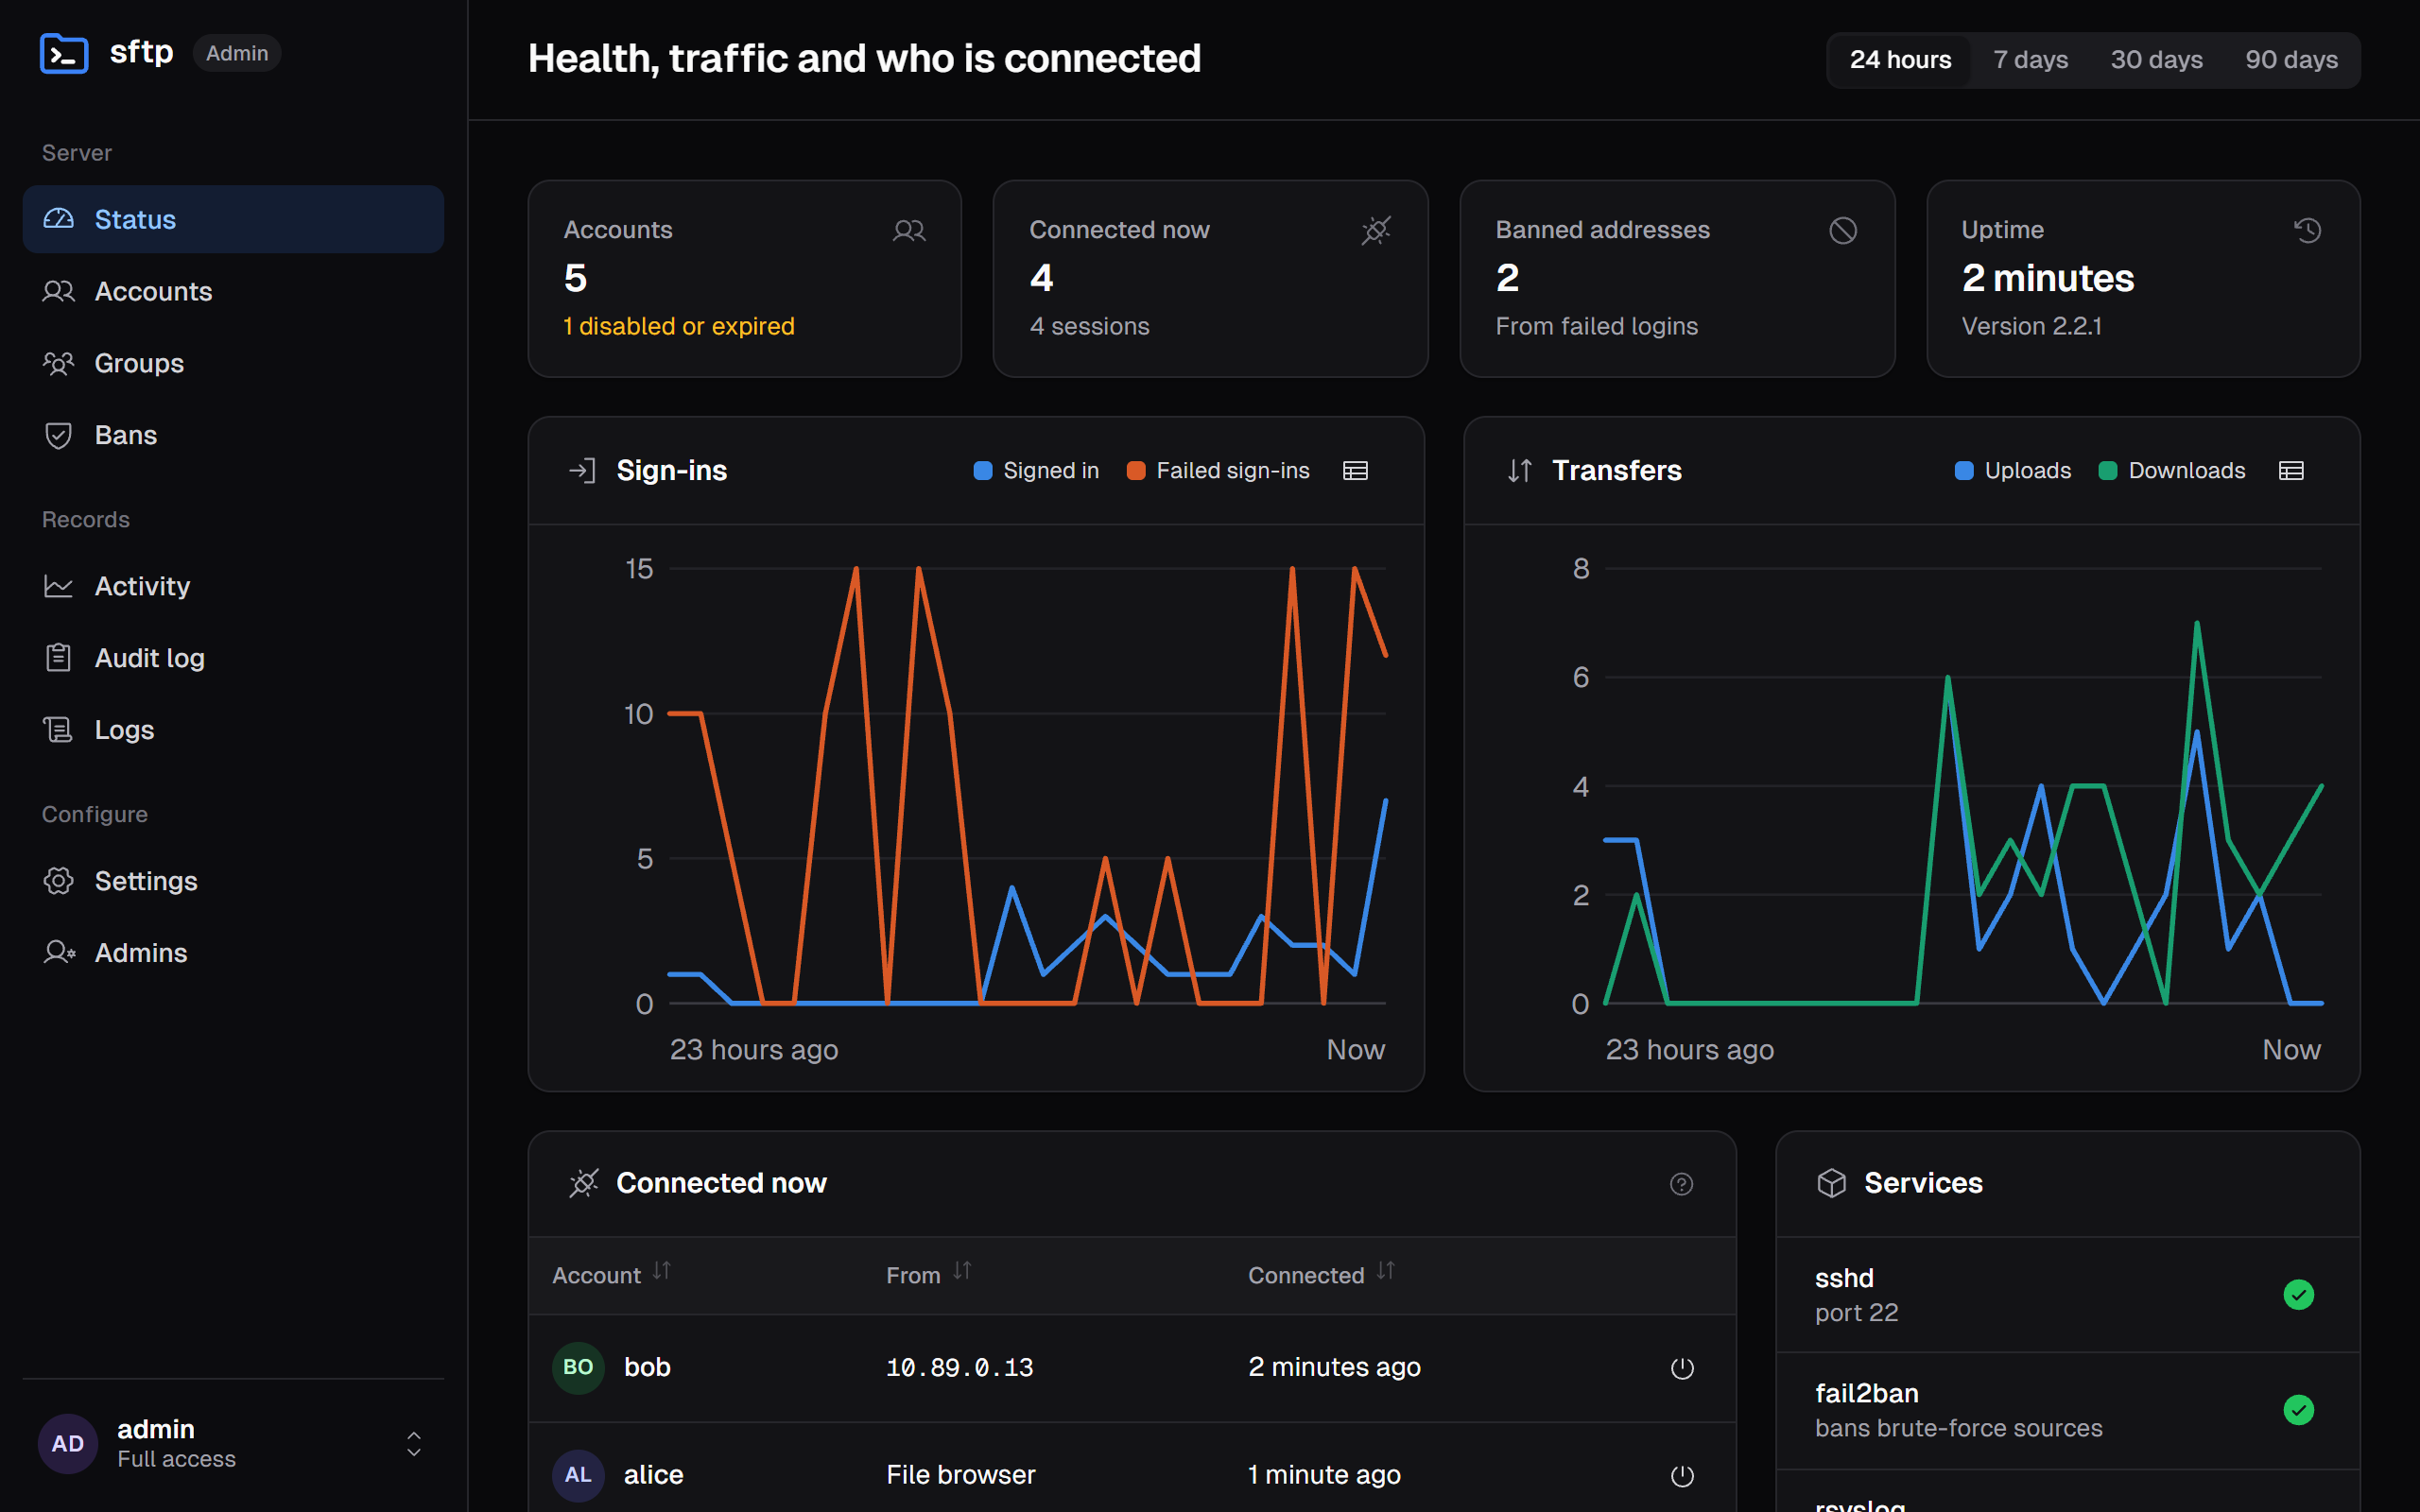 sftp Admin
Server
Status
Accounts
Groups
Bans
Records
Activity
Audit log
Logs
Configure
Settings
Admins
AD
admin
Full access
Health, traffic and who is connected
24 hours 7 days 30 days 90 days
Accounts
5
1 disabled or expired
Connected now
4
4 sessions
Banned addresses
2
From failed logins
Uptime
2 minutes
Version 2.2.1
Sign-ins Signed in Failed sign-ins
15
10
5
0
23 hours ago Now
Transfers Uploads Downloads
8
6
4
2
0
23 hours ago Now
Connected now
Account From Connected
BO bob 10.89.0.13 2 minutes ago
AL alice File browser 1 minute ago
Services
sshd
port 22
fail2ban
bans brute-force sources
rsyslog